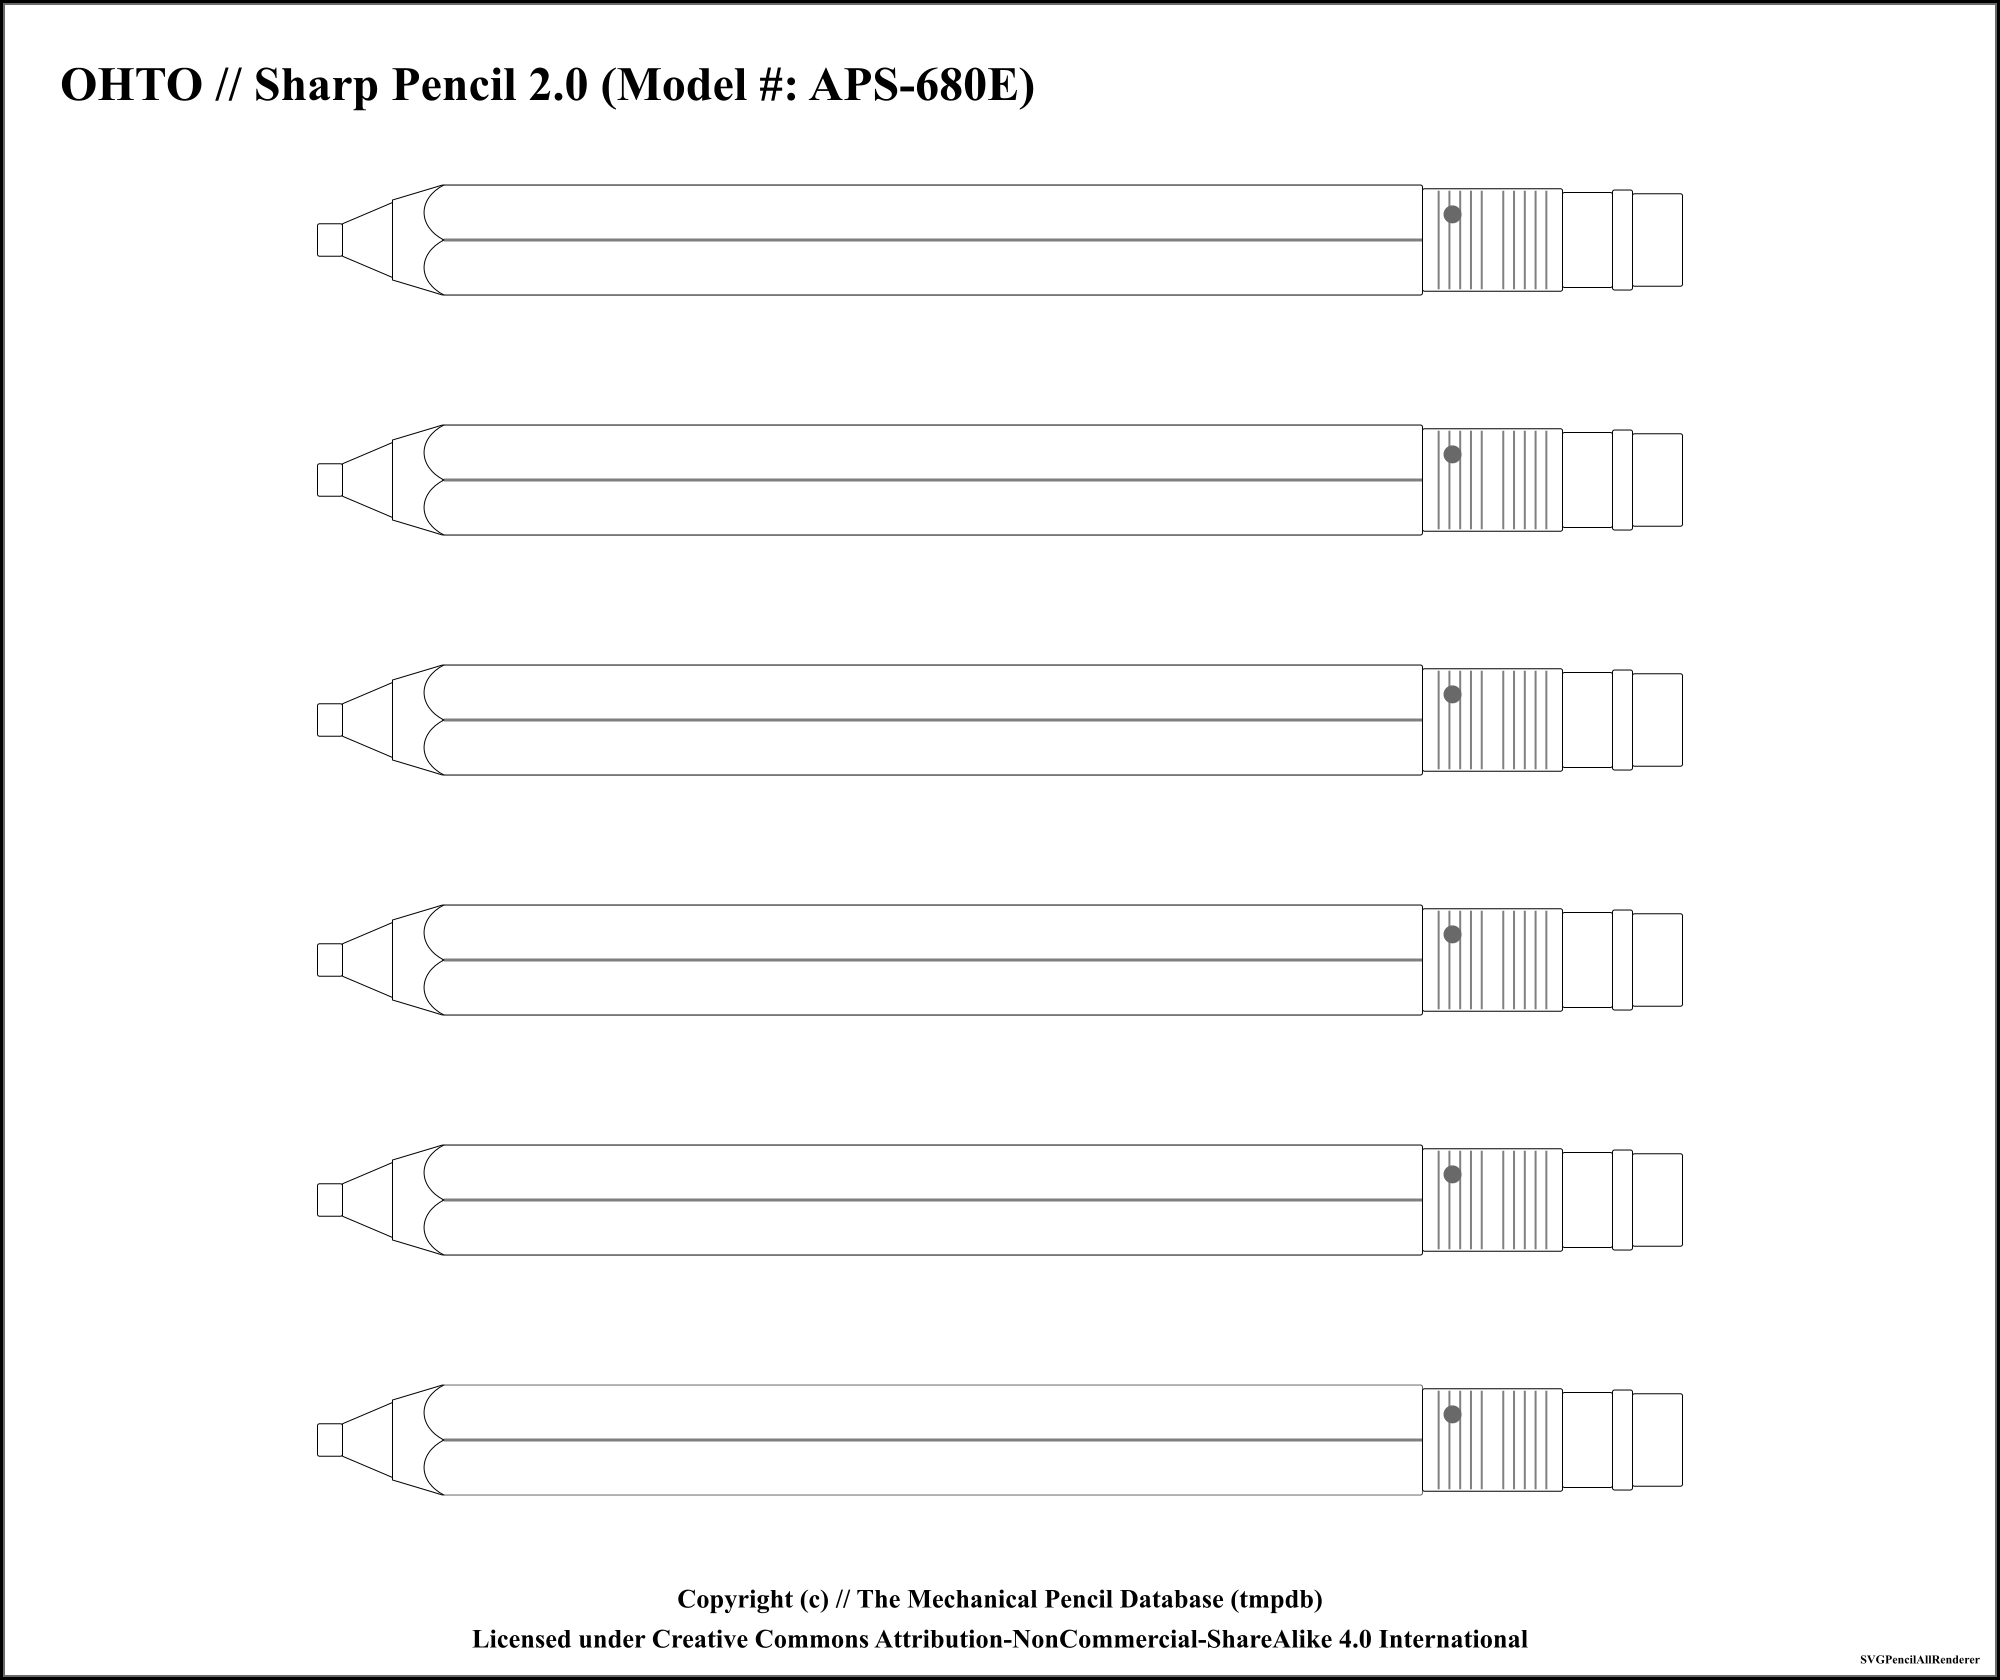 OHTO // Sharp Pencil 2.0 (Model #: APS-680E)
Copyright (c) // The Mechanical Pencil Database (tmpdb)
Licensed under Creative Commons Attribution-NonCommercial-ShareAlike 4.0 International
SVGPencilAllRenderer